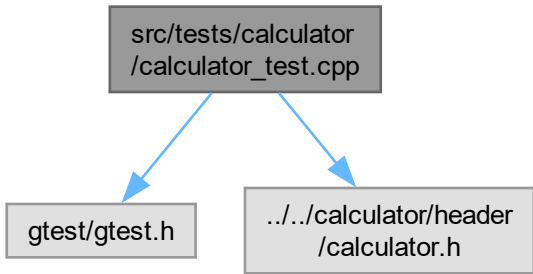 src/tests/calculator
/calculator_test.cpp
gtest/gtest.h
../../calculator/header
/calculator.h